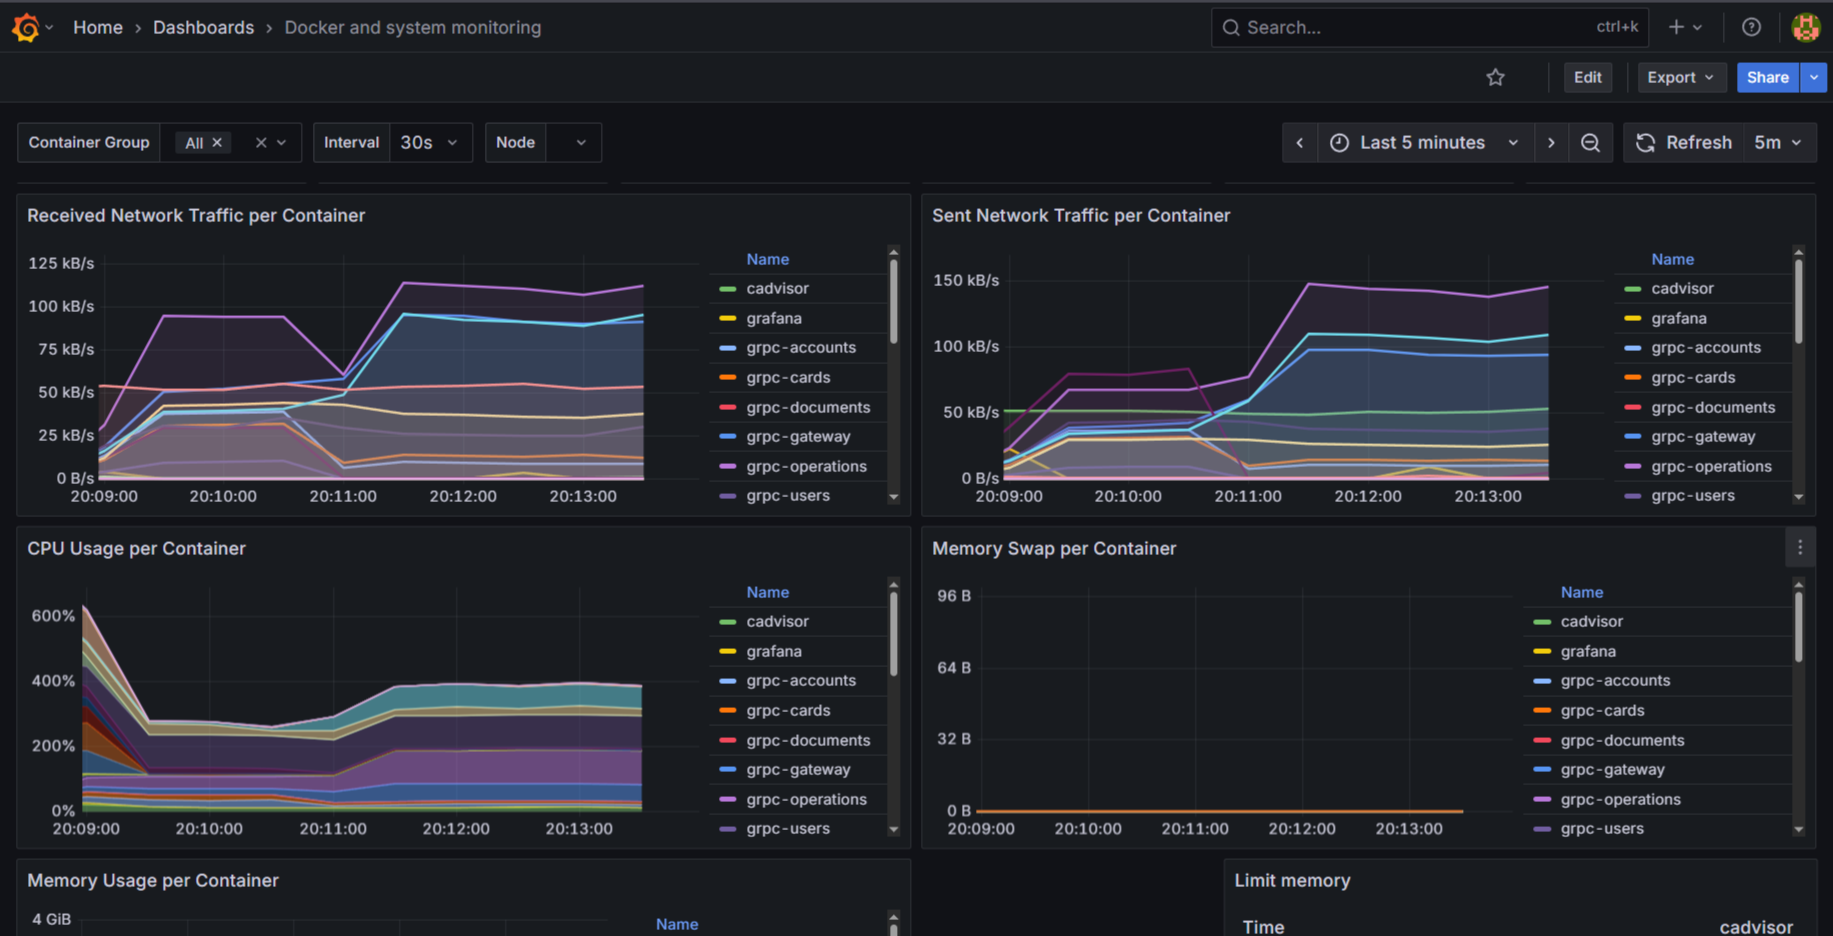 Home › Dashboards › Docker and system monitoring
Search... ctrl+k
Edit Export Share
Container Group All Interval 30s Node Last 5 minutes Refresh 5m
Received Network Traffic per Container
125 kB/s
100 kB/s
75 kB/s
50 kB/s
25 kB/s
0 B/s
20:09:00 20:10:00 20:11:00 20:12:00 20:13:00
Name
cadvisor
grafana
grpc-accounts
grpc-cards
grpc-documents
grpc-gateway
grpc-operations
grpc-users
Sent Network Traffic per Container
150 kB/s
100 kB/s
50 kB/s
0 B/s
20:09:00 20:10:00 20:11:00 20:12:00 20:13:00
Name
cadvisor
grafana
grpc-accounts
grpc-cards
grpc-documents
grpc-gateway
grpc-operations
grpc-users
CPU Usage per Container
600%
400%
200%
0%
20:09:00 20:10:00 20:11:00 20:12:00 20:13:00
Name
cadvisor
grafana
grpc-accounts
grpc-cards
grpc-documents
grpc-gateway
grpc-operations
grpc-users
Memory Swap per Container
96 B
64 B
32 B
0 B
20:09:00 20:10:00 20:11:00 20:12:00 20:13:00
Name
cadvisor
grafana
grpc-accounts
grpc-cards
grpc-documents
grpc-gateway
grpc-operations
grpc-users
Memory Usage per Container
4 GiB
Name
Limit memory
Time cadvisor